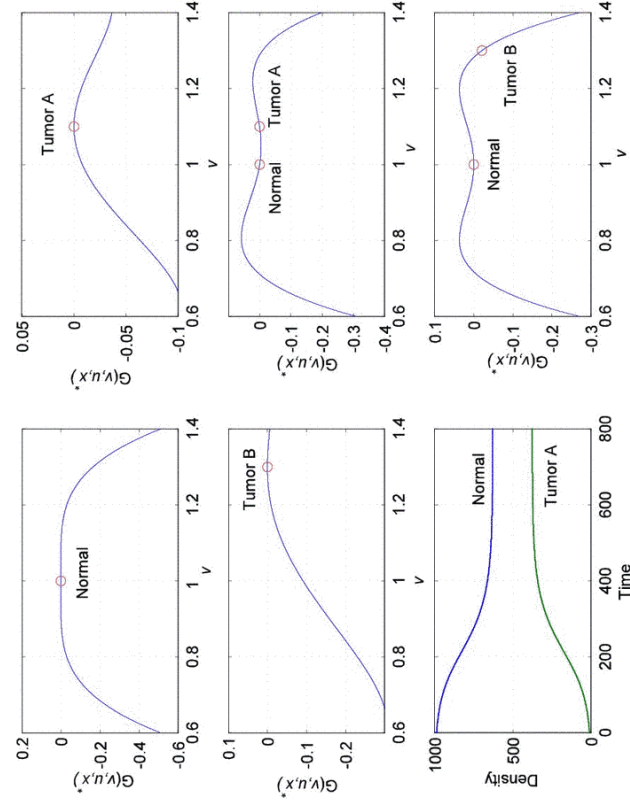 0.2
0
-0.2
-0.4
-0.6
G(v,u,x*)
Normal
0.6
0.8
1
1.2
1.4
v
0.05
0
-0.05
-0.1
G(v,u,x*)
Tumor A
0.6
0.8
1
1.2
1.4
v
0.1
0
-0.1
-0.2
-0.3
G(v,u,x*)
Tumor B
0.6
0.8
1
1.2
1.4
v
0
-0.1
-0.2
-0.3
-0.4
G(v,u,x*)
Normal
Tumor A
0.6
0.8
1
1.2
1.4
v
1000
500
0
Density
Normal
Tumor A
0
200
400
600
800
Time
0.1
0
-0.1
-0.2
-0.3
G(v,u,x*)
Normal
Tumor B
0.6
0.8
1
1.2
1.4
v